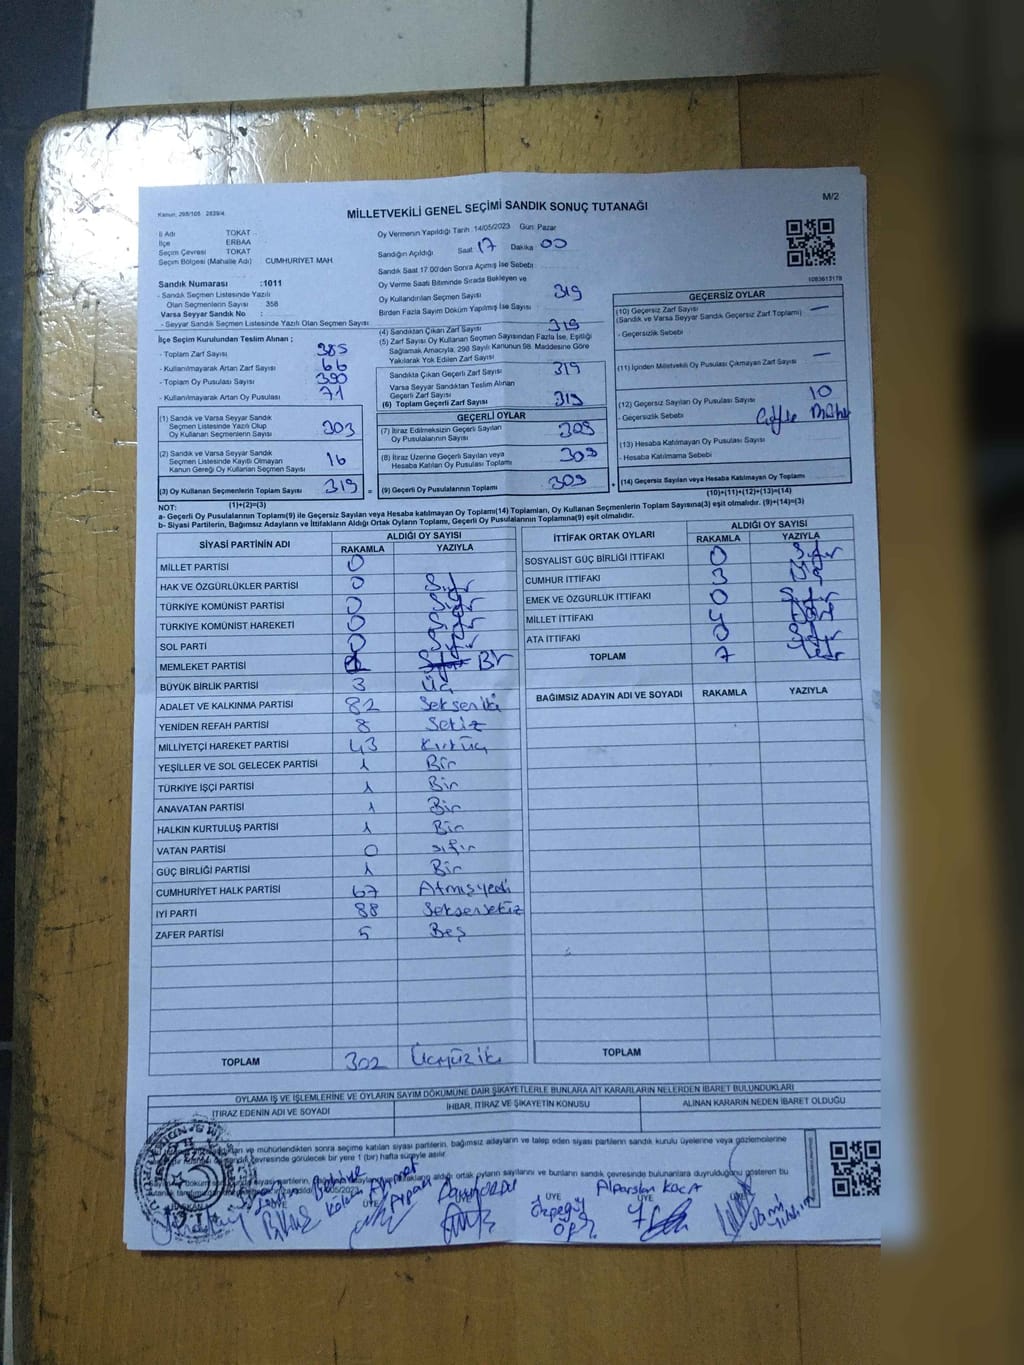 M/2
Kanun, 298/105 2839/4
MİLLETVEKİLİ GENEL SEÇİMİ SANDIK SONUÇ TUTANAĞI
İl Adı TOKAT
İlçe ERBAA
Seçim Çevresi TOKAT
Seçim Bölgesi (Mahalle Adı) : CUMHURİYET MAH.
Sandık Numarası :1011
- Sandık Seçmen Listesinde Yazılı
Olan Seçmenlerin Sayısı : 358
Varsa Seyyar Sandık No :
- Seyyar Sandık Seçmen Listesinde Yazılı Olan Seçmen Sayısı
İlçe Seçim Kurulundan Teslim Alınan ;
- Toplam Zarf Sayısı 385
- Kullanılmayarak Artan Zarf Sayısı 66
- Toplam Oy Pusulası Sayısı 390
- Kullanılmayarak Artan Oy Pusulası 71
(1) Sandık ve Varsa Seyyar Sandık
Seçmen Listesinde Yazılı Olup
Oy Kullanan Seçmenlerin Sayısı 303
(2) Sandık ve Varsa Seyyar Sandık
Seçmen Listesinde Kayıtlı Olmayan
Kanun Gereği Oy Kullanan Seçmen Sayısı 16
(3) Oy Kullanan Seçmenlerin Toplam Sayısı 319 =
(1)+(2)=(3)
Oy Vermenin Yapıldığı Tarih : 14/05/2023 Gün: Pazar
Sandığın Açıldığı Saat 17 Dakika 00
Sandık Saat 17.00'den Sonra Açımış İse Sebebi
Oy Verme Saati Bitiminde Sırada Bekleyen ve
Oy Kullandırılan Seçmen Sayısı 319
Birden Fazla Sayım Döküm Yapılmış İse Sayısı
(4) Sandıktan Çıkan Zarf Sayısı 319
(5) Zarf Sayısı Oy Kullanan Seçmen Sayısından Fazla İse, Eşitliği
Sağlamak Amacıyla, 298 Sayılı Kanunun 98. Maddesine Göre
Yakılarak Yok Edilen Zarf Sayısı
Sandıkta Çıkan Geçerli Zarf Sayısı 319
Varsa Seyyar Sandıktan Teslim Alınan
Geçerli Zarf Sayısı
(6) Toplam Geçerli Zarf Sayısı 319
GEÇERLİ OYLAR
(7) İtiraz Edilmeksizin Geçerli Sayılan
Oy Pusulalarının Sayısı 309
(8) İtiraz Üzerine Geçerli Sayılan veya
Hesaba Katılan Oy Pusulası Toplamı 309
(9) Geçerli Oy Pusulalarının Toplamı 309 +
1083613178
GEÇERSİZ OYLAR
(10) Geçersiz Zarf Sayısı —
(Sandık ve Varsa Seyyar Sandık Geçersiz Zarf Toplamı)
- Geçersizlik Sebebi
(11) İçinden Milletvekili Oy Pusulası Çıkmayan Zarf Sayısı —
(12) Geçersiz Sayılan Oy Pusulası Sayısı 10
- Geçersizlik Sebebi
(13) Hesaba Katılmayan Oy Pusulası Sayısı
- Hesaba Katılmama Sebebi
(14) Geçersiz Sayılan veya Hesaba Katılmayan Oy Toplamı
(10)+(11)+(12)+(13)=(14)
NOT:
a- Geçerli Oy Pusulaları Toplamı(9) ile Geçersiz Sayılan veya Hesaba katılmayan Oy Toplamı(14) Toplamları, Oy Kullanan Seçmenlerin Toplam Sayısına(3) eşit olmalıdır. (9)+(14)=(3)
b- Siyasi Partilerin, Bağımsız Adayların ve İttifakların Aldığı Ortak Oyların Toplamı, Geçerli Oy Pusulalarının Toplamına(9) eşit olmalıdır.
SİYASİ PARTİNİN ADI ALDIĞI OY SAYISI
RAKAMLA YAZIYLA
MİLLET PARTİSİ 0
HAK VE ÖZGÜRLÜKLER PARTİSİ 0 Sıfır
TÜRKİYE KOMÜNİST PARTİSİ 0 Sıfır
TÜRKİYE KOMÜNİST HAREKETİ 0 Sıfır
SOL PARTİ 0 Sıfır
MEMLEKET PARTİSİ 1 Bir
BÜYÜK BİRLİK PARTİSİ 3 Üç
ADALET VE KALKINMA PARTİSİ 82 Seksen iki
YENİDEN REFAH PARTİSİ 8 Sekiz
MİLLİYETÇİ HAREKET PARTİSİ 43 Kırküç
YEŞİLLER VE SOL GELECEK PARTİSİ 1 Bir
TÜRKİYE İŞÇİ PARTİSİ 1 Bir
ANAVATAN PARTİSİ 1 Bir
HALKIN KURTULUŞ PARTİSİ 1 Bir
VATAN PARTİSİ 0 sıfır
GÜÇ BİRLİĞİ PARTİSİ 1 Bir
CUMHURİYET HALK PARTİSİ 67 Atmışyedi
İYİ PARTİ 88 Seksensekiz
ZAFER PARTİSİ 5 Beş
TOPLAM 302 Üçyüziki
İTTİFAK ORTAK OYLARI ALDIĞI OY SAYISI
RAKAMLA YAZIYLA
SOSYALİST GÜÇ BİRLİĞİ İTTİFAKI 0 Sıfır
CUMHUR İTTİFAKI 3 Üç
EMEK VE ÖZGÜRLÜK İTTİFAKI 0 Sıfır
MİLLET İTTİFAKI 4
ATA İTTİFAKI 0 Sıfır
TOPLAM 7 Yedi
BAĞIMSIZ ADAYIN ADI VE SOYADI RAKAMLA YAZIYLA
TOPLAM
OYLAMA İŞ VE İŞLEMLERİNE VE OYLARIN SAYIM DÖKÜMÜNE DAİR ŞİKAYETLERLE BUNLARA AİT KARARLARIN NELERDEN İBARET BULUNDUKLARI
İTİRAZ EDENİN ADI VE SOYADI İHBAR, İTİRAZ VE ŞİKAYETİN KONUSU ALINAN KARARIN NEDEN İBARET OLDUĞU
ve mühürlendikten sonra seçime katılan siyasi partilerin, bağımsız adayların ve talep eden siyasi partilerin sandık kurulu üyelerine veya gözlemcilerine
çevresinde görülecek bir yere 1 (bir) hafta süreyle asılır.
aldığı ortak oyların sayılarını ve bunların sandık çevresinde bulunanlara duyrulduğunu gösteren bu
Alparslan KOCA
ÜYE ÜYE